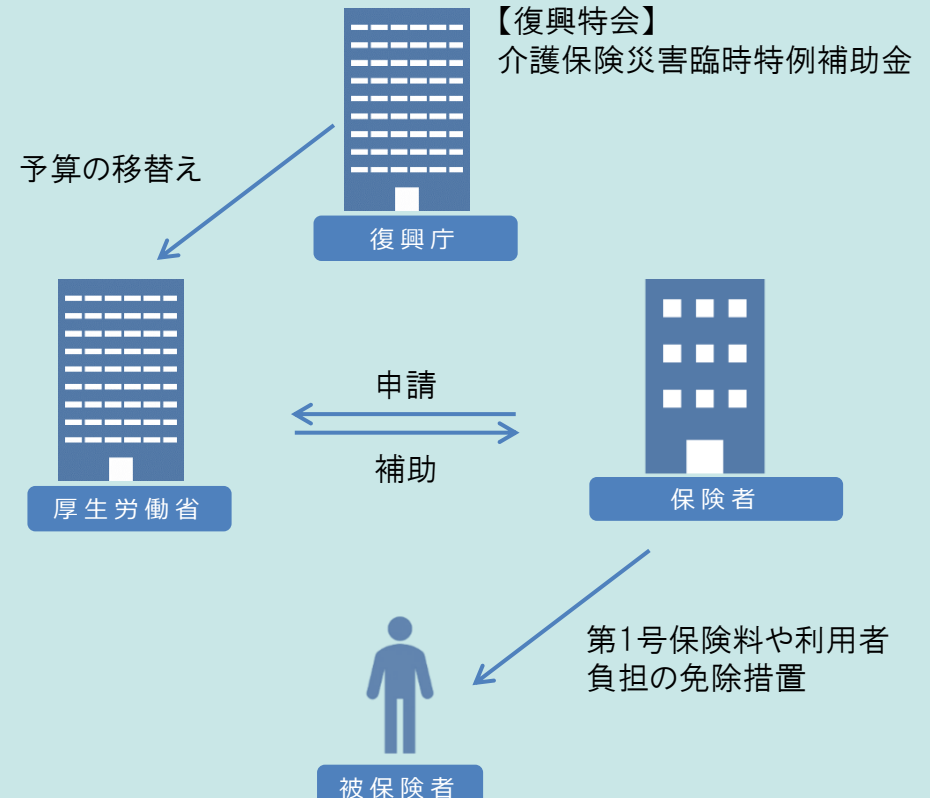 【復興特会】
介護保険災害臨時特例補助金
予算の移替え
復興庁
申請
補助
厚生労働省
保険者
第1号保険料や利用者
負担の免除措置
被保険者